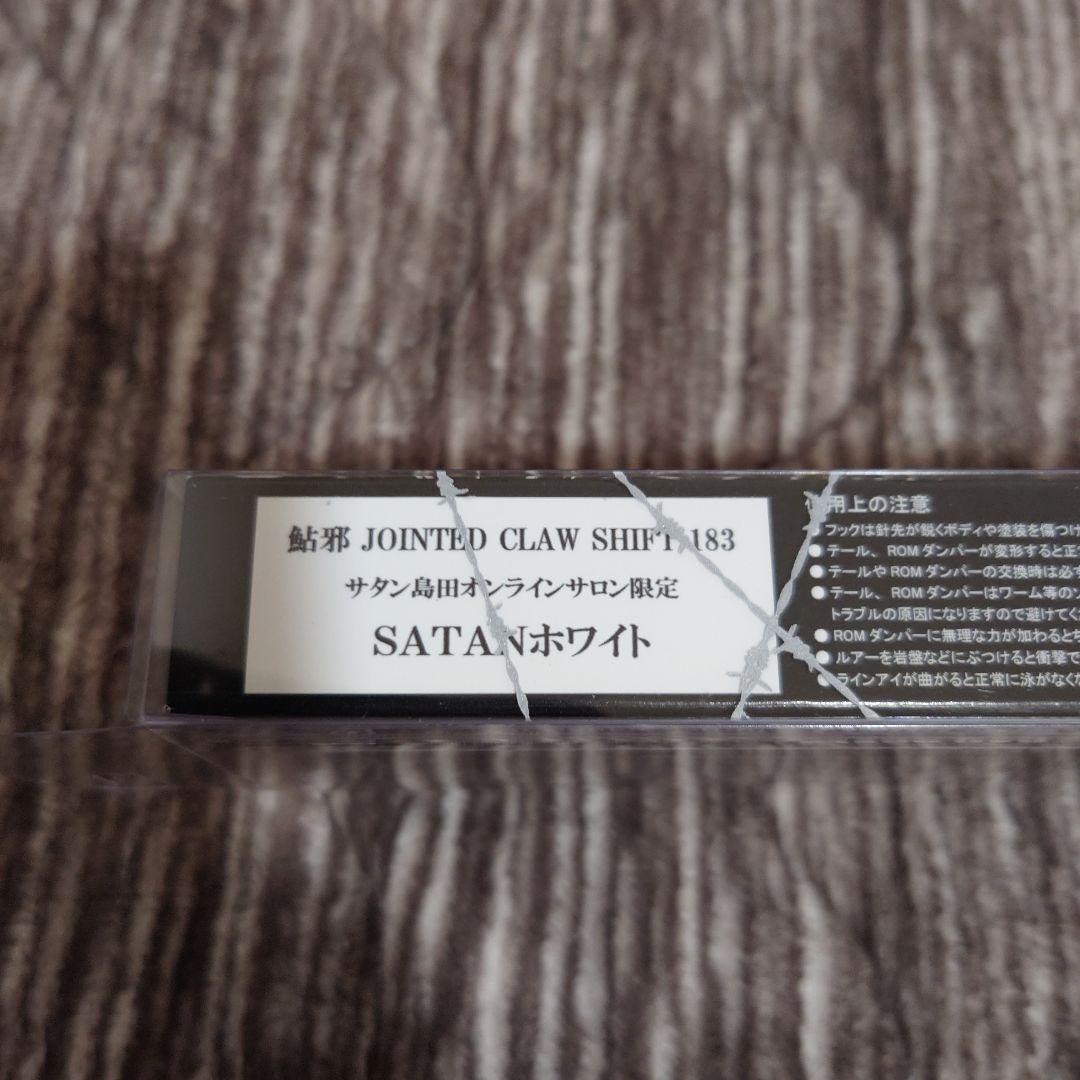 鮎邪 JOINTED CLAW SHIFT 183
サタン島田オンラインサロン限定
SATANホワイト
使用上の注意
●フックは針先が鋭くボディや塗装を傷つけ
●テール、ROMダンパーが変形すると正
●テールやROMダンパーの交換時は必ず
●テール、ROMダンパーはワーム等の
トラブルの原因になりますので避けてく
●ROMダンパーに無理な力が加わると
●ルアーを岩盤などにぶつけると衝撃で
●ラインアイが曲がると正常に泳がなくな